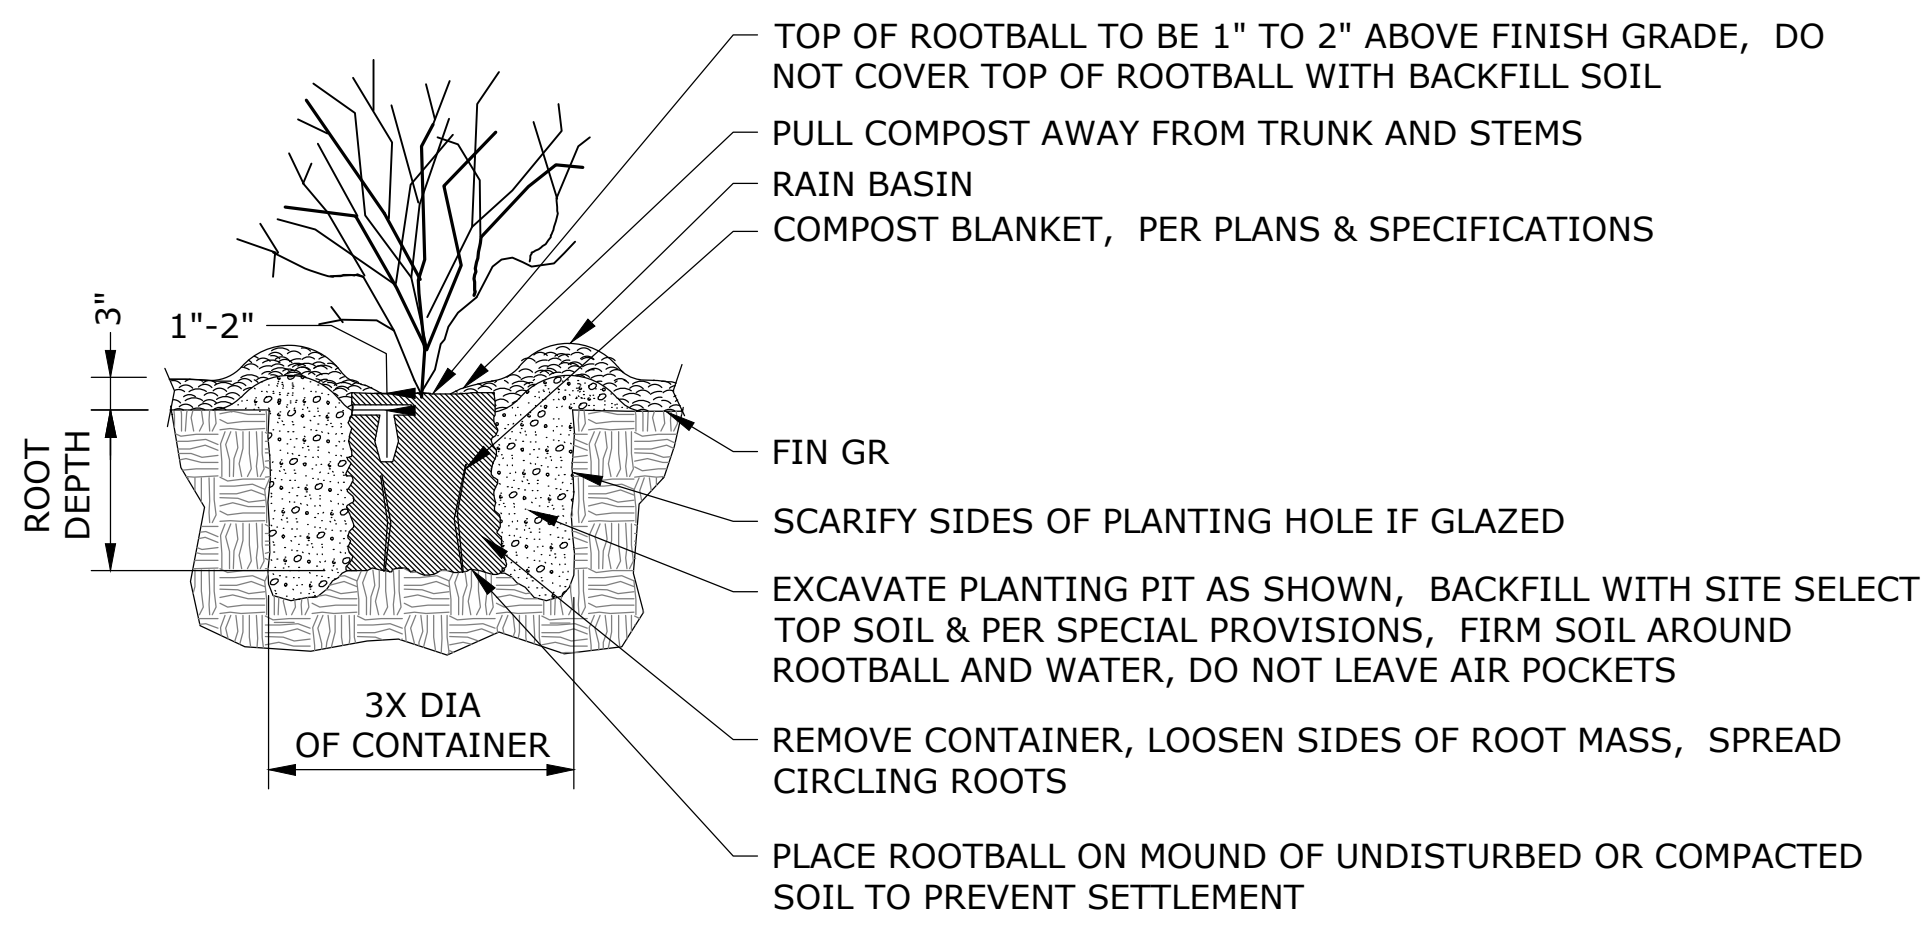 TOP OF ROOTBALL TO BE 1" TO 2" ABOVE FINISH GRADE, DO
NOT COVER TOP OF ROOTBALL WITH BACKFILL SOIL
PULL COMPOST AWAY FROM TRUNK AND STEMS
RAIN BASIN
COMPOST BLANKET, PER PLANS & SPECIFICATIONS
3"
1"-2"
ROOT
DEPTH
FIN GR
SCARIFY SIDES OF PLANTING HOLE IF GLAZED
EXCAVATE PLANTING PIT AS SHOWN, BACKFILL WITH SITE SELECT
TOP SOIL & PER SPECIAL PROVISIONS, FIRM SOIL AROUND
ROOTBALL AND WATER, DO NOT LEAVE AIR POCKETS
3X DIA
OF CONTAINER
REMOVE CONTAINER, LOOSEN SIDES OF ROOT MASS, SPREAD
CIRCLING ROOTS
PLACE ROOTBALL ON MOUND OF UNDISTURBED OR COMPACTED
SOIL TO PREVENT SETTLEMENT